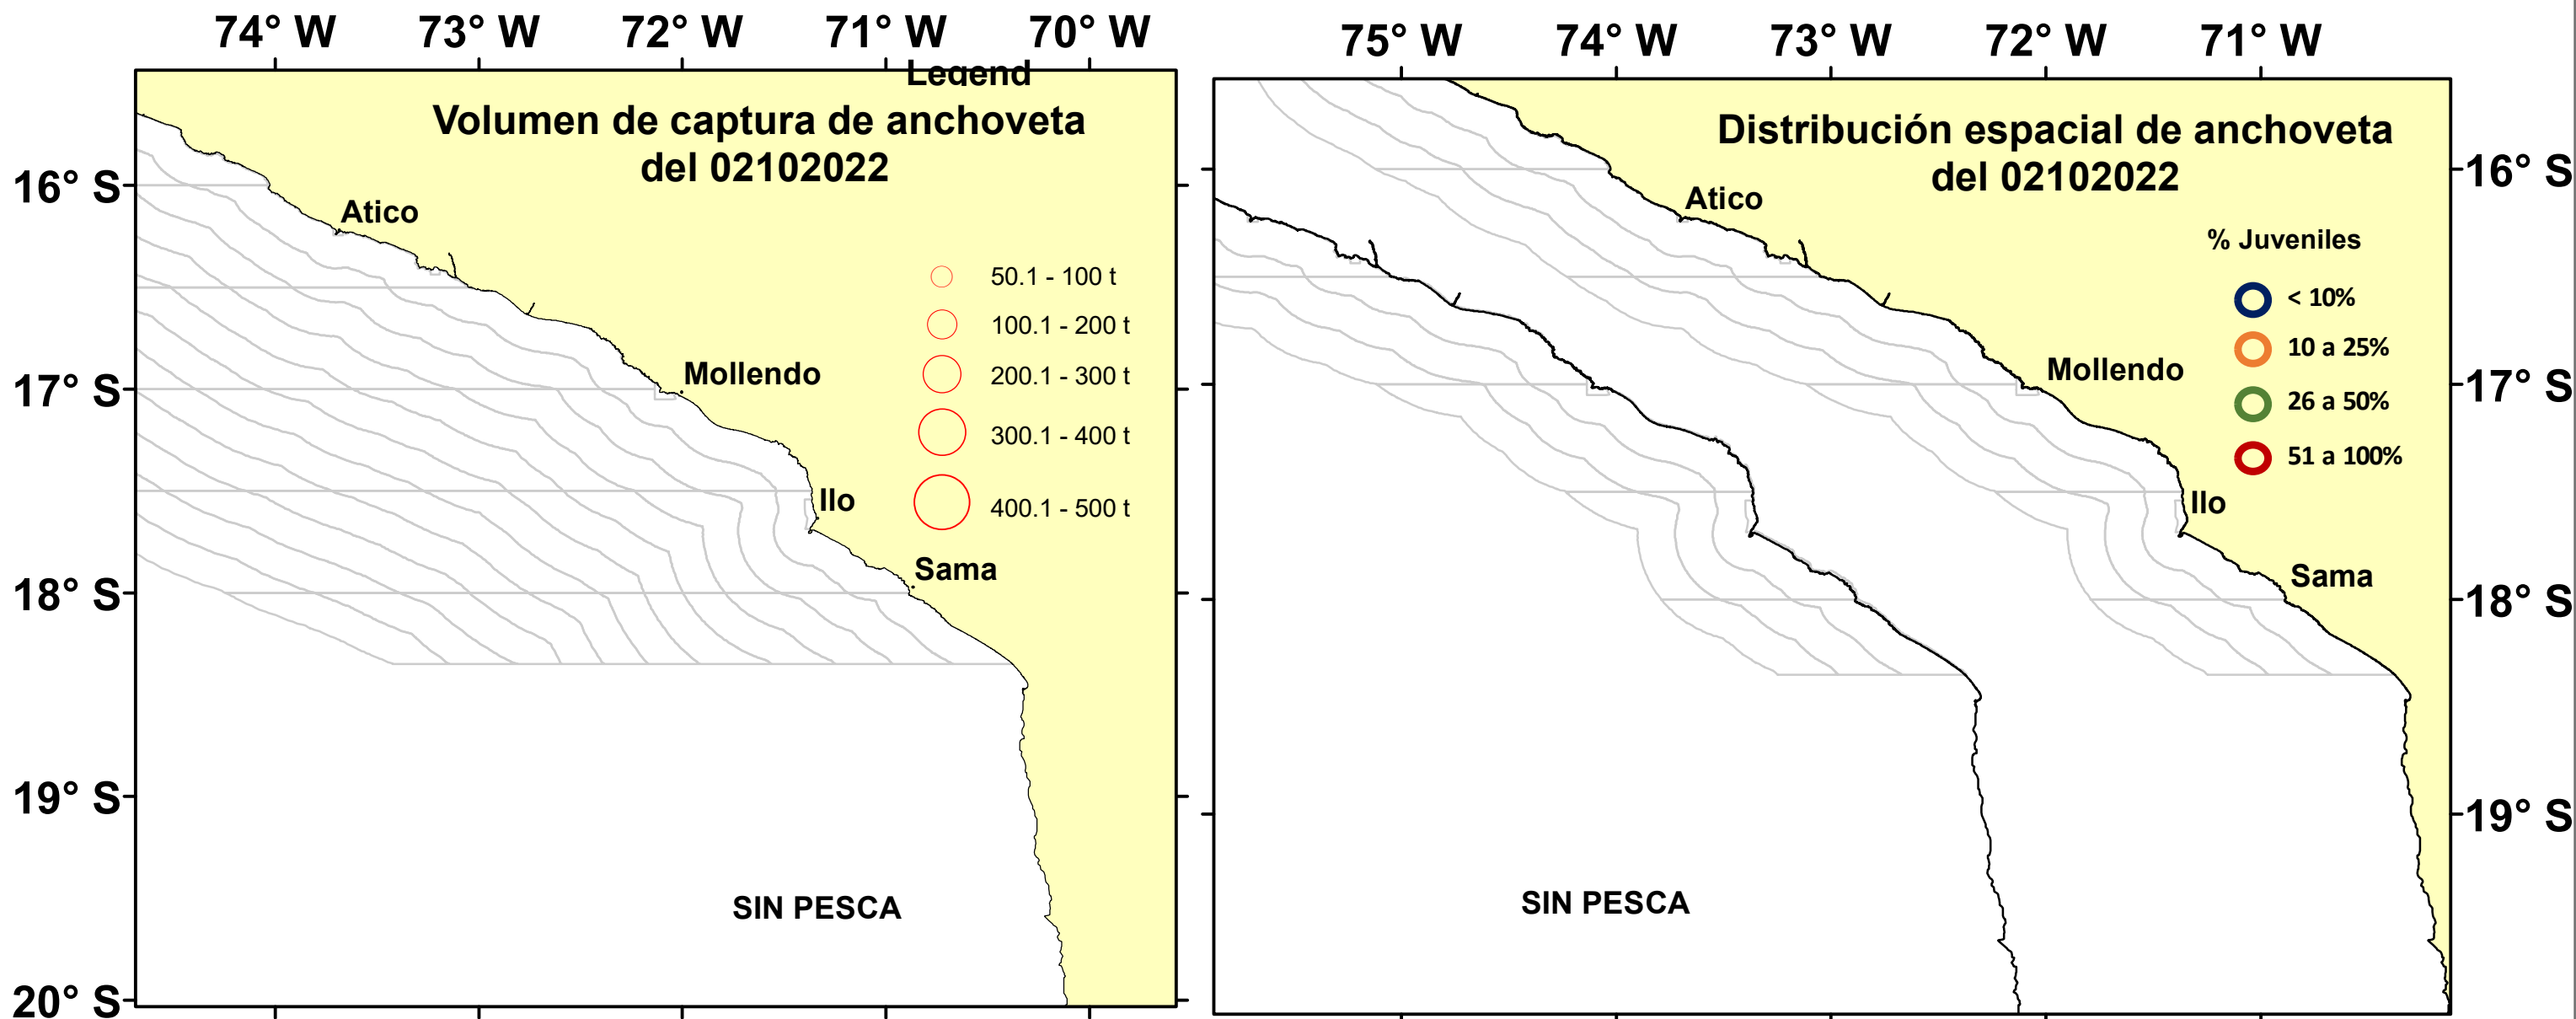 74° W 73° W 72° W 71° W 70° W
Legend
Volumen de captura de anchoveta
del 02102022
16° S
17° S
18° S
19° S
20° S
Atico
Mollendo
Ilo
Sama
50.1 - 100 t
100.1 - 200 t
200.1 - 300 t
300.1 - 400 t
400.1 - 500 t
SIN PESCA
75° W 74° W 73° W 72° W 71° W
Distribución espacial de anchoveta
del 02102022
Atico
Mollendo
Ilo
Sama
% Juveniles
< 10%
10 a 25%
26 a 50%
51 a 100%
16° S
17° S
18° S
19° S
SIN PESCA